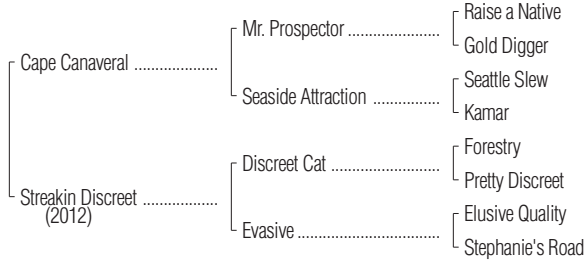 Raise a Native
Mr. Prospector ....................
Gold Digger
Cape Canaveral ....................
Seattle Slew
Seaside Attraction ................
Kamar
Forestry
Discreet Cat ..........................
Pretty Discreet
Streakin Discreet ..................
(2012)
Elusive Quality
Evasive ..................................
Stephanie's Road